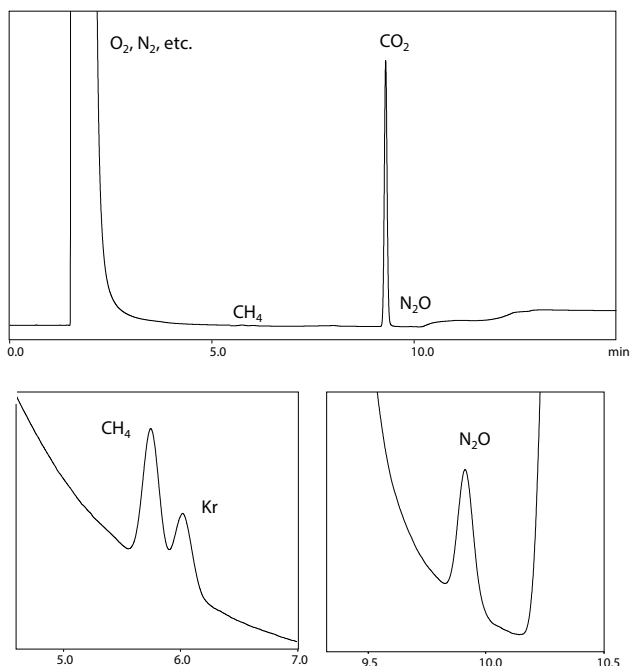 O₂, N₂, etc.
CO₂
CH₄
N₂O
0.0 5.0 10.0 min
CH₄
Kr
5.0 6.0 7.0
N₂O
9.5 10.0 10.5